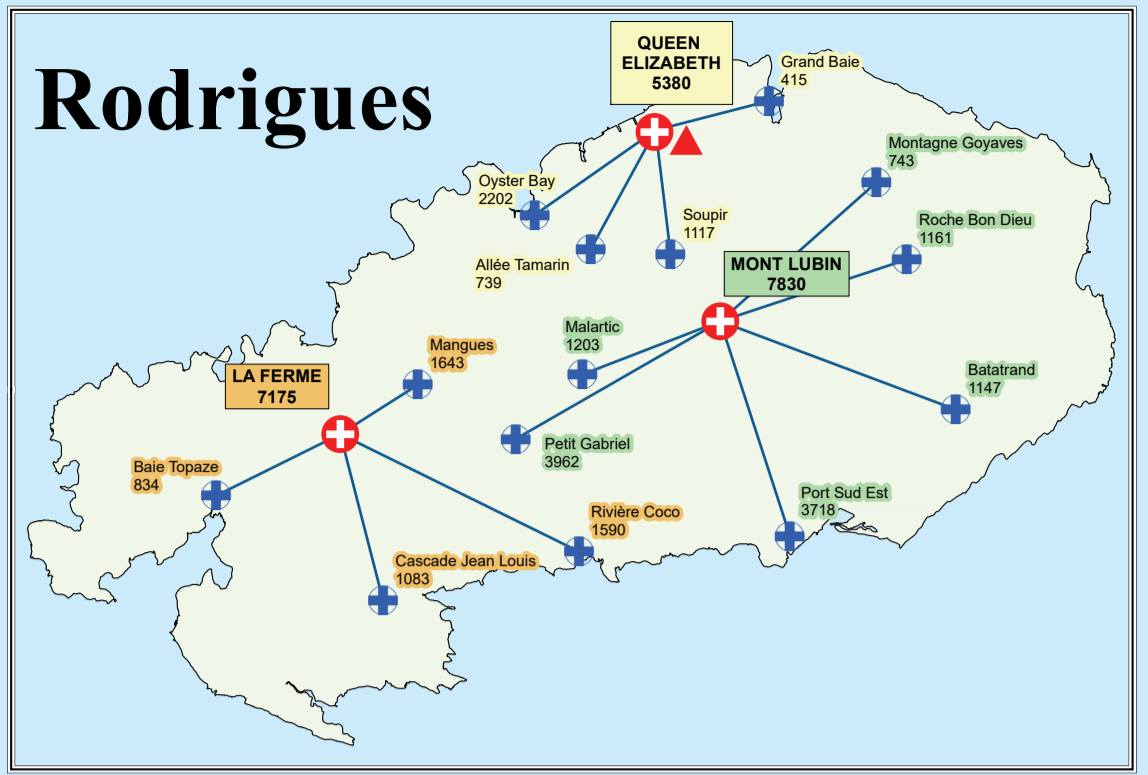 Rodrigues
QUEEN
ELIZABETH
5380
Grand Baie
415
Montagne Goyaves
743
Oyster Bay
2202
Soupir
1117
Roche Bon Dieu
1161
Allée Tamarin
739
MONT LUBIN
7830
Malartic
1203
Mangues
1643
LA FERME
7175
Batatrand
1147
Petit Gabriel
3962
Baie Topaze
834
Port Sud Est
3718
Rivière Coco
1590
Cascade Jean Louis
1083